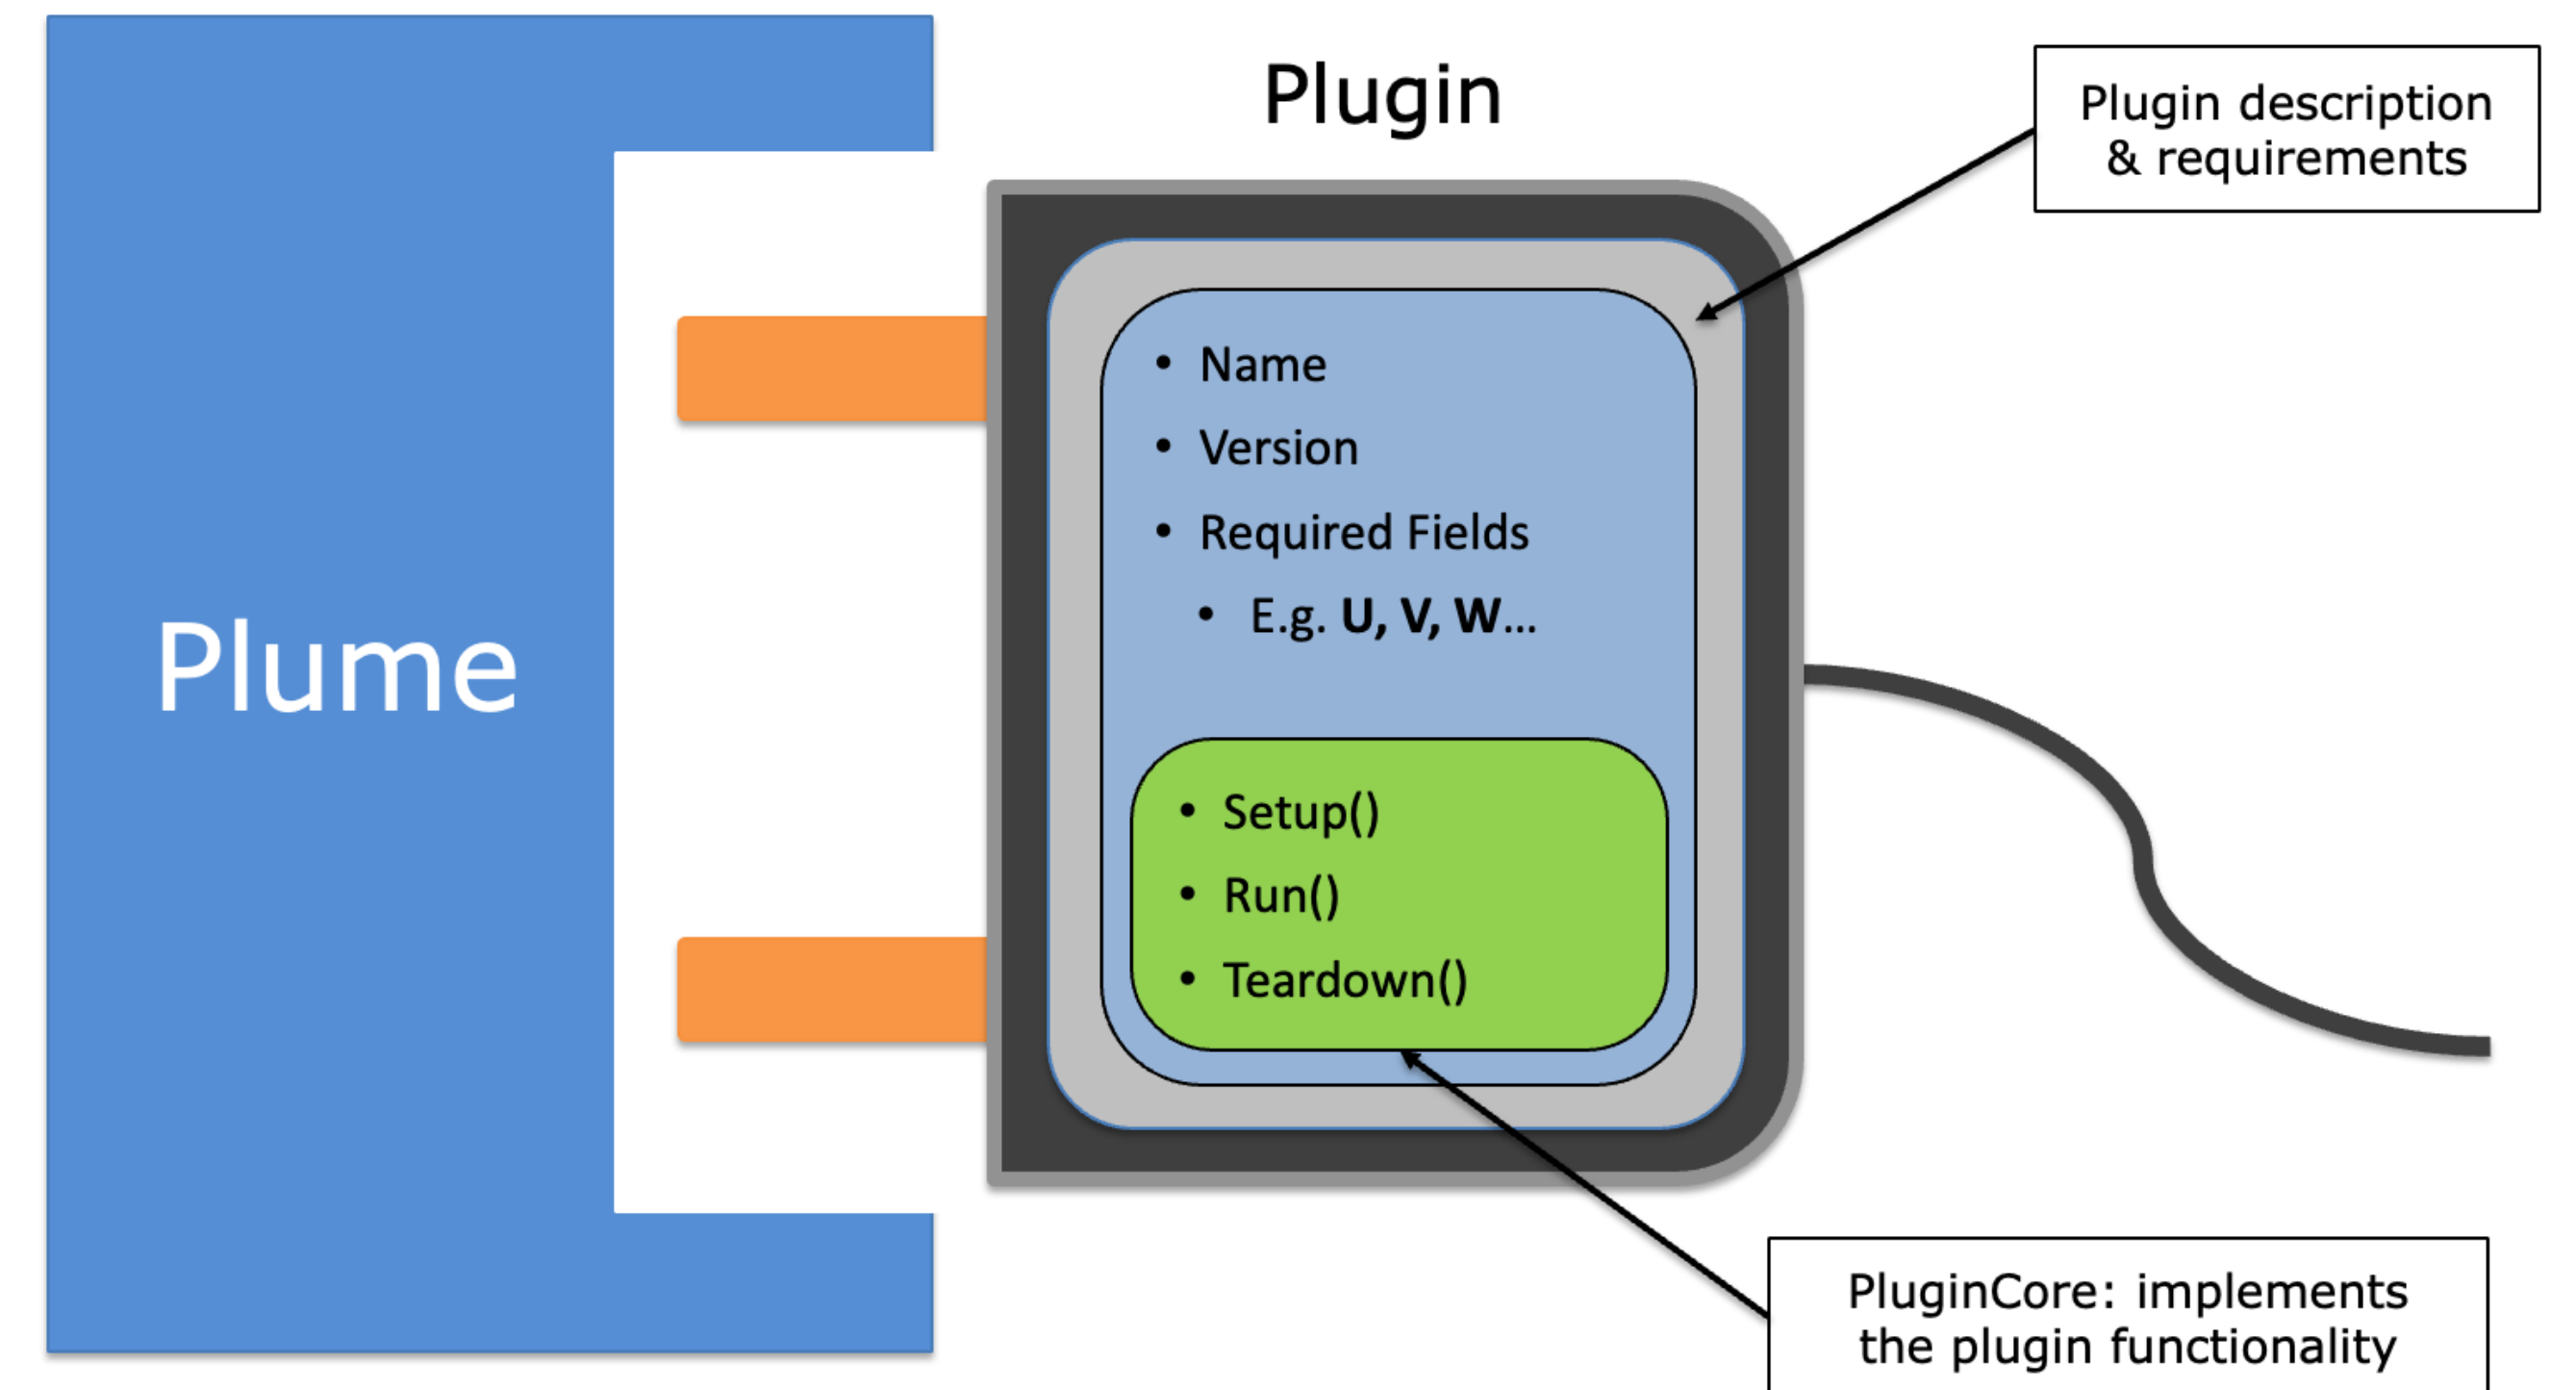 Plugin
Plugin description
& requirements
• Name
• Version
• Required Fields
• E.g. U, V, W...
Plume
• Setup()
• Run()
• Teardown()
PluginCore: implements
the plugin functionality